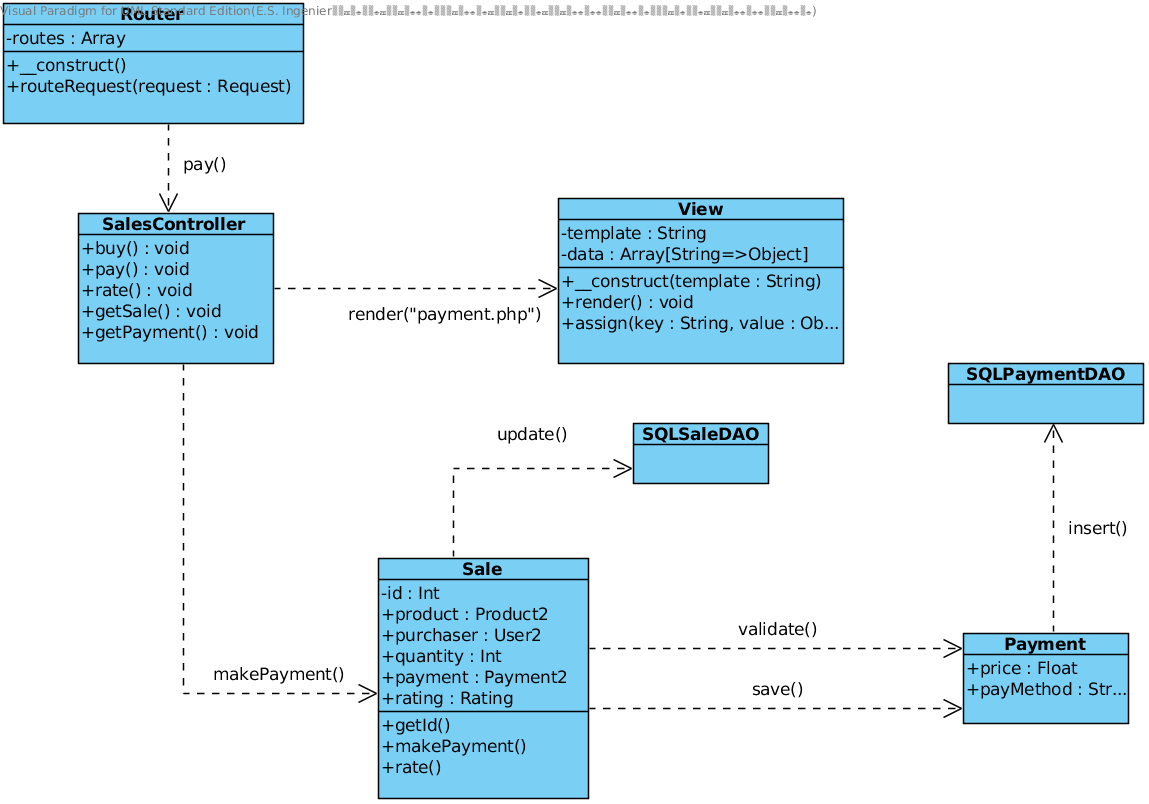 Visual Paradigm for UML Standard Edition(E.S. Ingenier
Router
-routes : Array
+__construct()
+routeRequest(request : Request)
pay()
SalesController
+buy() : void
+pay() : void
+rate() : void
+getSale() : void
+getPayment() : void
render("payment.php")
View
-template : String
-data : Array[String=>Object]
+__construct(template : String)
+render() : void
+assign(key : String, value : Ob...
SQLPaymentDAO
update()
SQLSaleDAO
insert()
makePayment()
Sale
-id : Int
+product : Product2
+purchaser : User2
+quantity : Int
+payment : Payment2
+rating : Rating
+getId()
+makePayment()
+rate()
validate()
save()
Payment
+price : Float
+payMethod : Str...